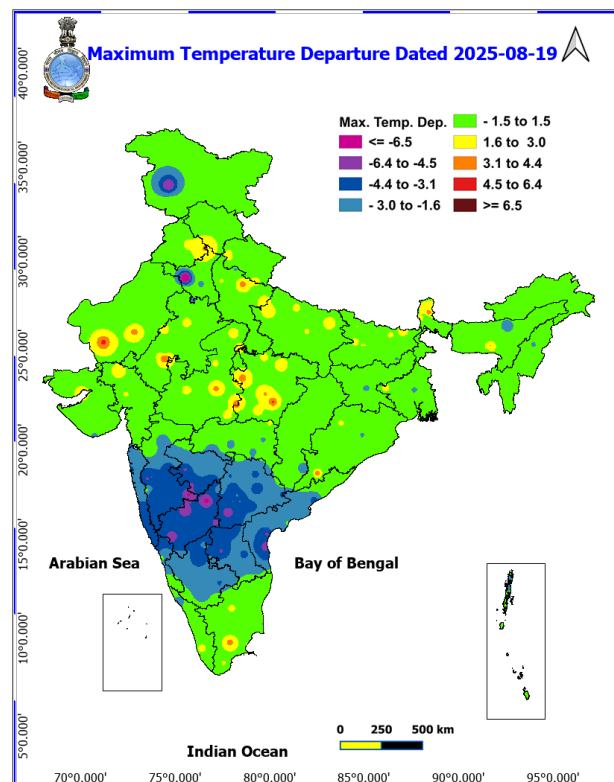 Maximum Temperature Departure Dated 2025-08-19
Max. Temp. Dep.
<= -6.5
-6.4 to -4.5
-4.4 to -3.1
- 3.0 to -1.6
- 1.5 to 1.5
1.6 to 3.0
3.1 to 4.4
4.5 to 6.4
>= 6.5
40°0.000'
35°0.000'
30°0.000'
25°0.000'
20°0.000'
15°0.000'
10°0.000'
5°0.000'
Arabian Sea
Bay of Bengal
Indian Ocean
0 250 500 km
70°0.000' 75°0.000' 80°0.000' 85°0.000' 90°0.000' 95°0.000'